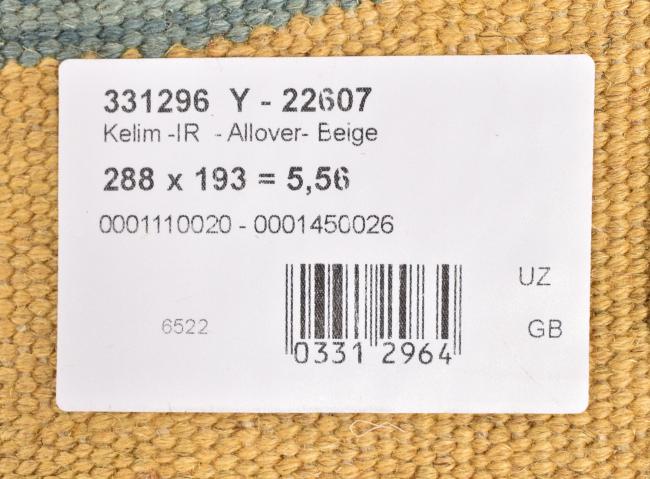 331296 Y - 22607
Kelim -IR - Allover- Beige
288 x 193 = 5,56
0001110020 - 0001450026
UZ
6522
GB
0331 2964